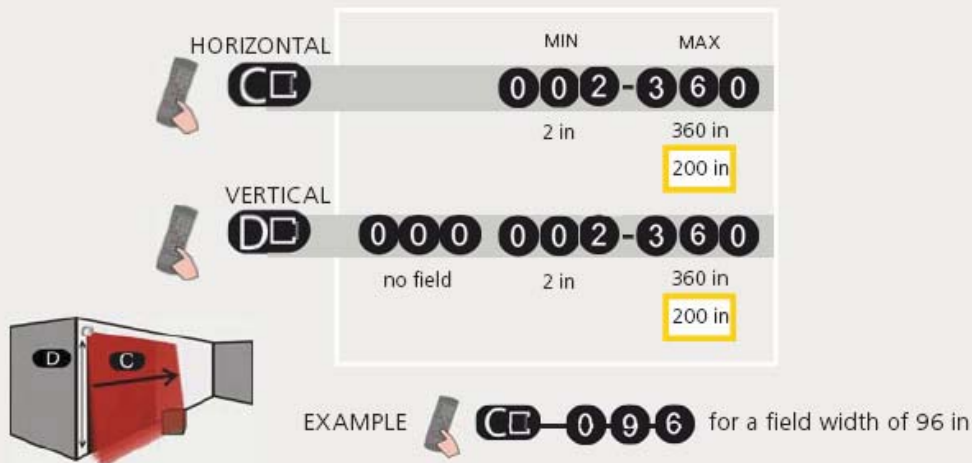 MIN MAX
HORIZONTAL
C 002-360
2 in 360 in
200 in
VERTICAL
D 000 002-360
no field 2 in 360 in
200 in
D C
EXAMPLE C 096 for a field width of 96 in